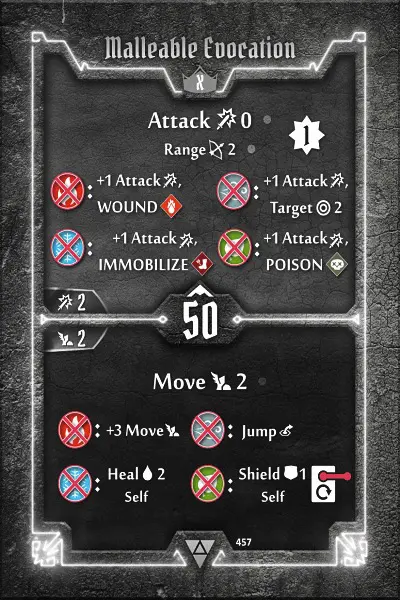 Malleable Evocation
X
Attack 0
Range 2
1
: +1 Attack,
WOUND
: +1 Attack,
Target 2
: +1 Attack,
IMMOBILIZE
: +1 Attack,
POISON
2
50
2
Move 2
: +3 Move
: Jump
: Heal 2
Self
: Shield 1
Self
457